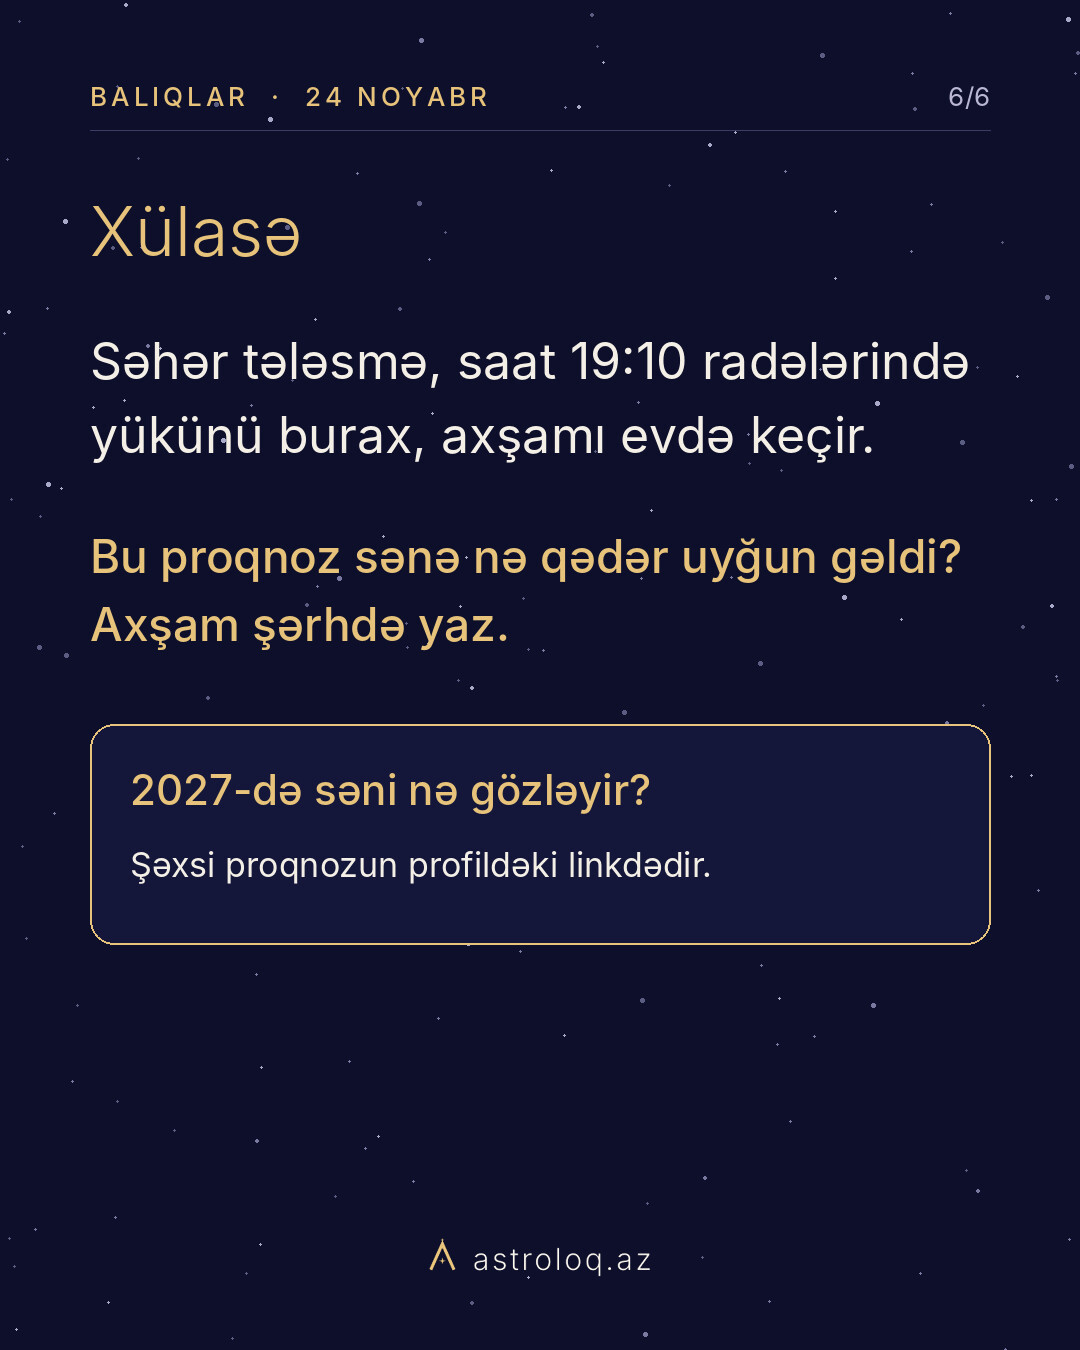 BALIQLAR · 24 NOYABR 6/6
Xülasə
Səhər tələsmə, saat 19:10 radələrində
yükünü burax, axşamı evdə keçir.
Bu proqnoz sənə nə qədər uyğun gəldi?
Axşam şərhdə yaz.
2027-də səni nə gözləyir?
Şəxsi proqnozun profildəki linkdədir.
astroloq.az